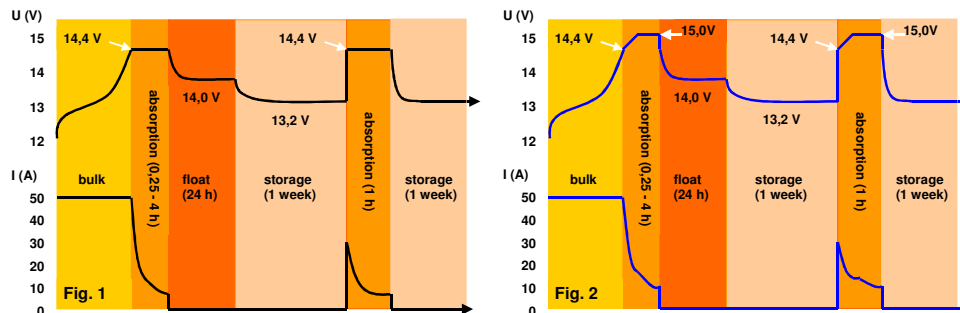 U (V)
15
14
13
12
14,4 V
14,4 V
14,0 V
13,2 V
I (A)
50
40
30
20
10
0
bulk
absorption (0,25 - 4 h)
float
(24 h)
storage
(1 week)
absorption (1 h)
storage
(1 week)
Fig. 1
U (V)
15
14
13
12
14,4 V
15,0V
14,4 V
15,0V
14,0 V
13,2 V
I (A)
50
40
30
20
10
0
bulk
absorption (0,25 - 4 h)
float
(24 h)
storage
(1 week)
absorption (1 h)
storage
(1 week)
Fig. 2